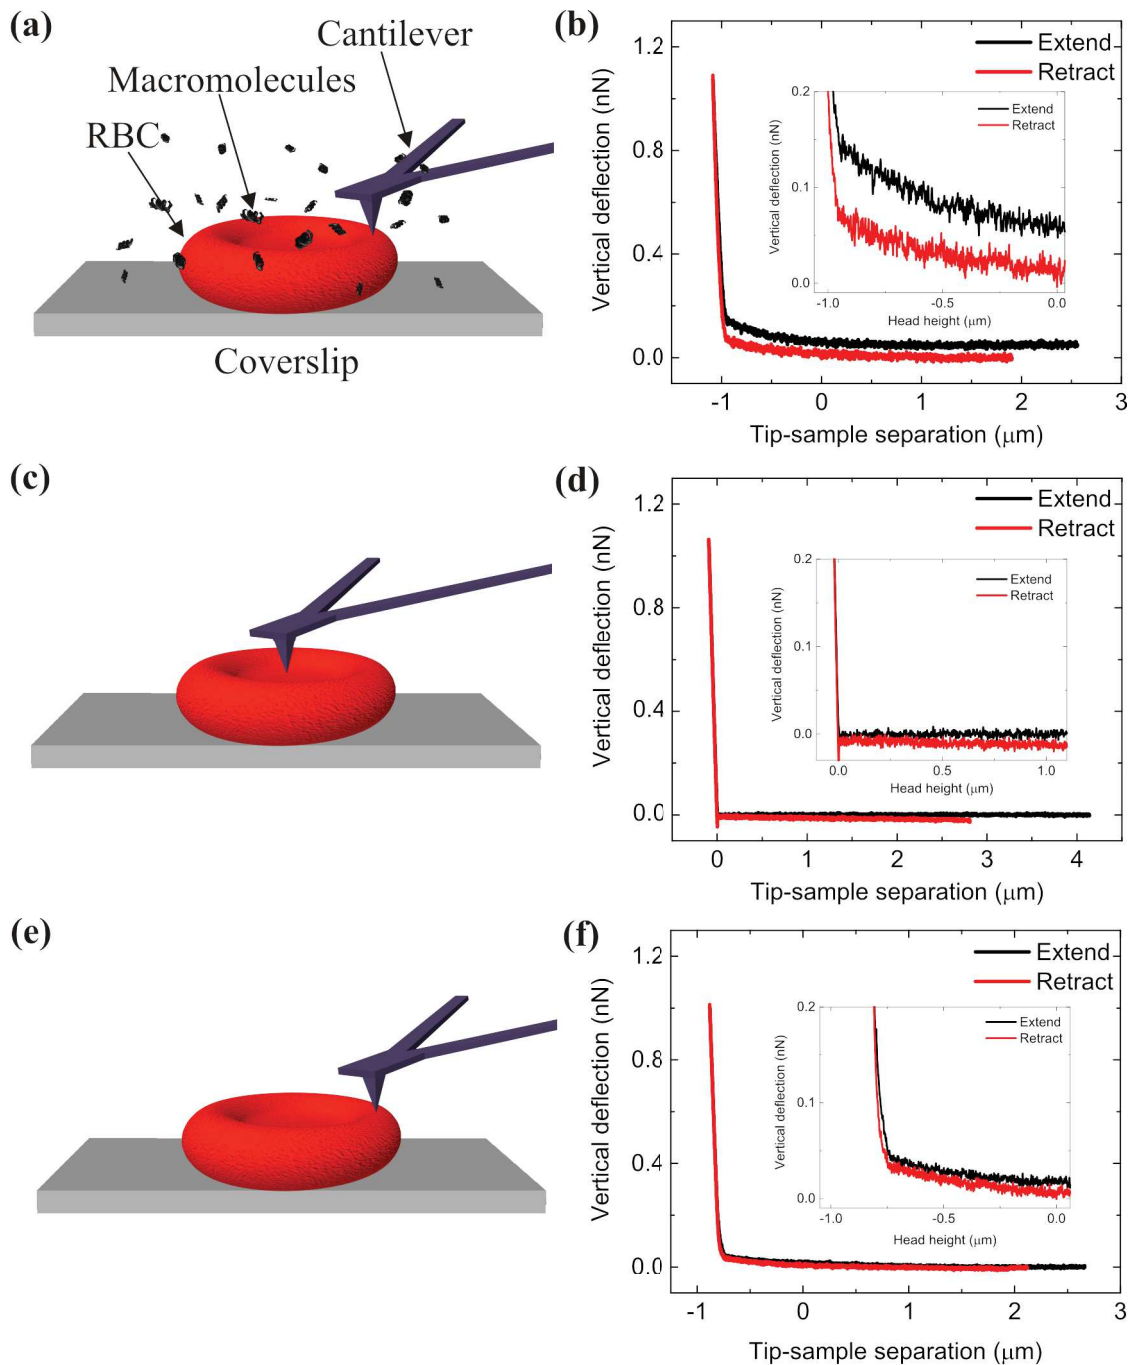 (a)
Cantilever
Macromolecules
RBC
Coverslip
(b)
Extend
Retract
1.2
0.8
0.4
0.0
Vertical deflection (nN)
-1
0
1
2
3
Tip-sample separation (μm)
0.2
0.1
0.0
Vertical deflection (nN)
Extend
Retract
-1.0
-0.5
0.0
Head height (μm)
(c)
(d)
Extend
Retract
1.2
0.8
0.4
0.0
Vertical deflection (nN)
0
1
2
3
4
Tip-sample separation (μm)
0.2
0.1
0.0
Vertical deflection (nN)
Extend
Retract
0.0
0.5
1.0
Head height (μm)
(e)
(f)
Extend
Retract
1.2
0.8
0.4
0.0
Vertical deflection (nN)
-1
0
1
2
3
Tip-sample separation (μm)
0.2
0.1
0.0
Vertical deflection (nN)
Extend
Retract
-1.0
-0.5
0.0
Head height (μm)